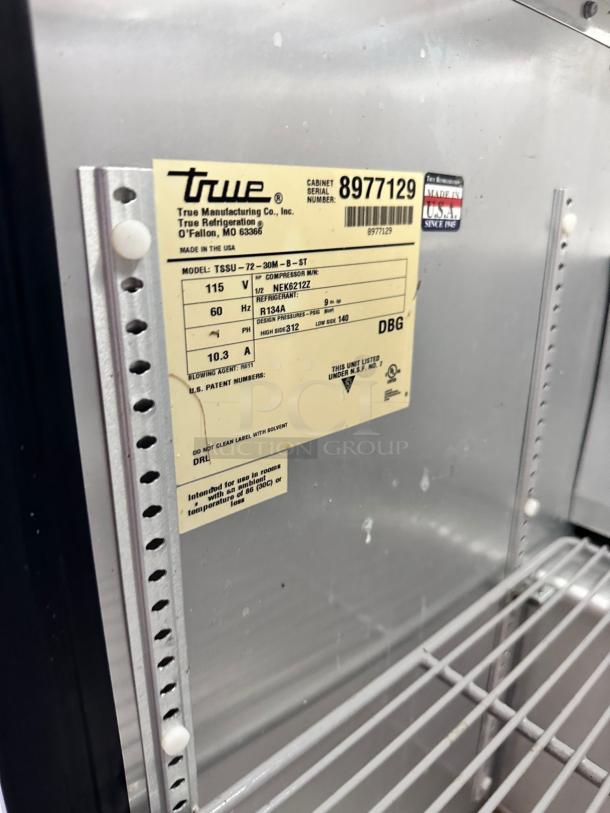 true®
True Manufacturing Co., Inc.
True Refrigeration®
O'Fallon, MO 63366
MADE IN THE USA
CABINET SERIAL NUMBER: 8977129
8977129
TRUE REFRIGERATION
MADE IN
U.S.A.
SINCE 1945
MODEL: TSSU-72-30M-B-ST
115 V
60 Hz
PH
10.3 A
HP COMPRESSOR M/N:
1/2 NEK6212Z
REFRIGERANT:
R134A 9
DESIGN PRESSURES-PSIG
HIGH SIDE 312 LOW SIDE 140
DBG
BLOWING AGENT: R611
U.S. PATENT NUMBERS:
THIS UNIT LISTED
UNDER N.S.F. NO. 7
DO NOT CLEAN LABEL WITH SOLVENT
DRL
Intended for use in rooms
with an ambient
temperature of 86 (30C) or
less
PCI
AUCTION GROUP